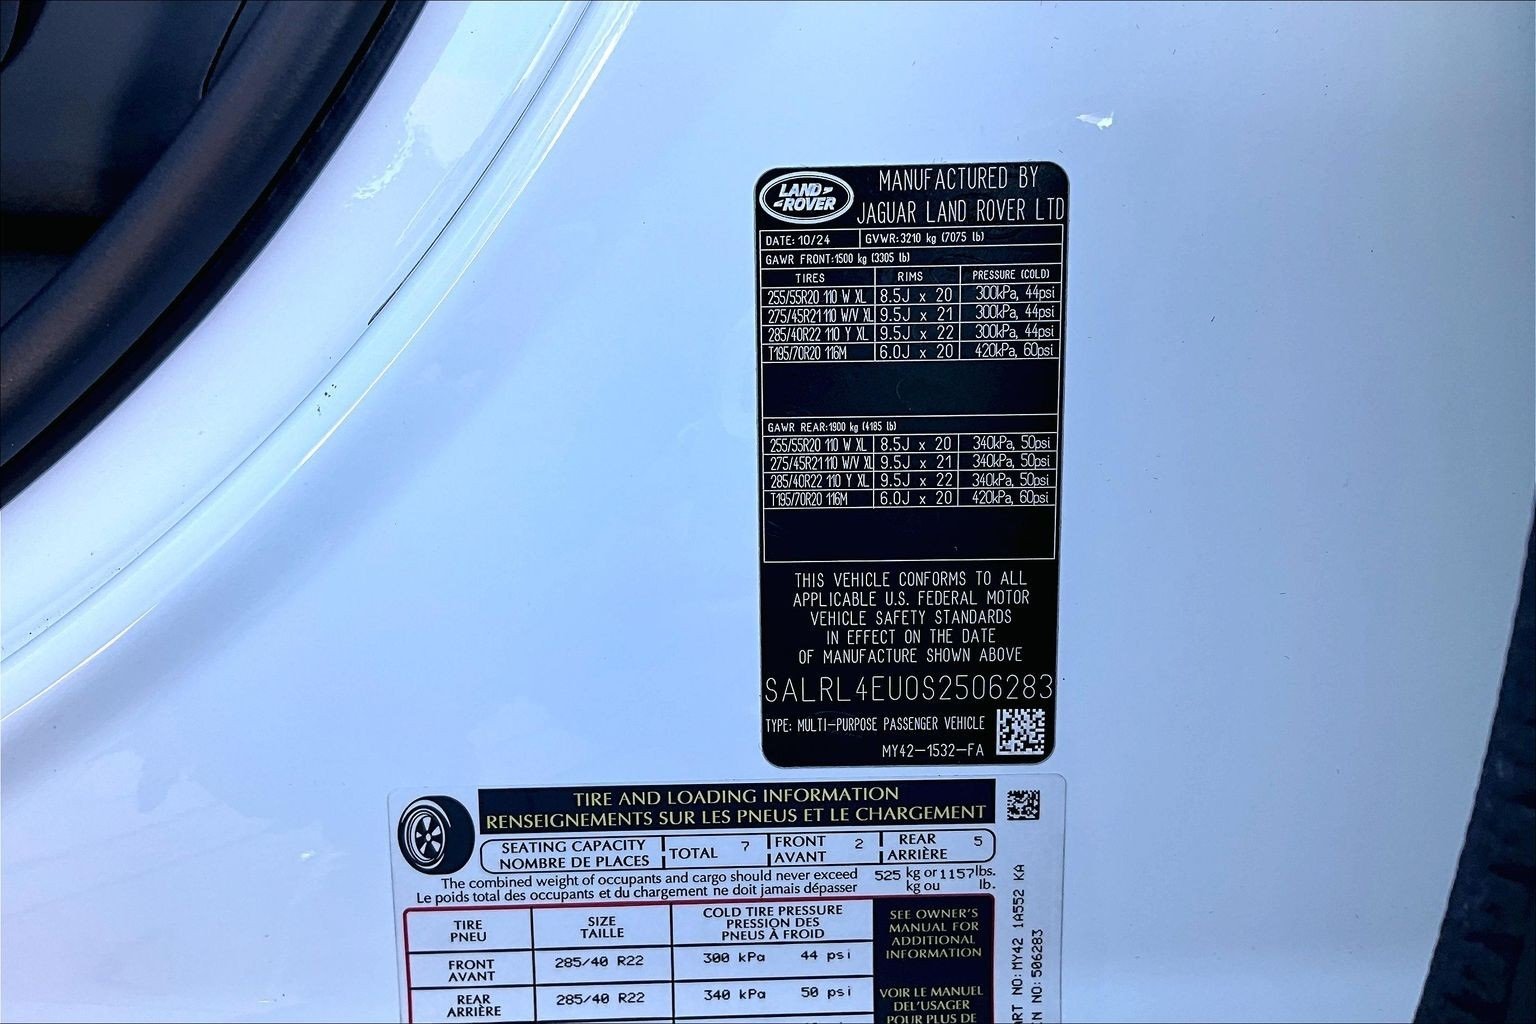 LAND ROVER
MANUFACTURED BY
JAGUAR LAND ROVER LTD
DATE: 10/24 GVWR:3210 kg (7075 lb)
GAWR FRONT:1500 kg (3305 lb)
TIRES RIMS PRESSURE (COLD)
255/55R20 110 W XL 8.5J x 20 300kPa, 44psi
275/45R21 110 W/V XL 9.5J x 21 300kPa, 44psi
285/40R22 110 Y XL 9.5J x 22 300kPa, 44psi
T195/70R20 116M 6.0J x 20 420kPa, 60psi
GAWR REAR:1900 kg (4185 lb)
255/55R20 110 W XL 8.5J x 20 340kPa, 50psi
275/45R21 110 W/V XL 9.5J x 21 340kPa, 50psi
285/40R22 110 Y XL 9.5J x 22 340kPa, 50psi
T195/70R20 116M 6.0J x 20 420kPa, 60psi
THIS VEHICLE CONFORMS TO ALL
APPLICABLE U.S. FEDERAL MOTOR
VEHICLE SAFETY STANDARDS
IN EFFECT ON THE DATE
OF MANUFACTURE SHOWN ABOVE
SALRL4EU0S2506283
TYPE: MULTI-PURPOSE PASSENGER VEHICLE
MY42-1532-FA
TIRE AND LOADING INFORMATION
RENSEIGNEMENTS SUR LES PNEUS ET LE CHARGEMENT
SEATING CAPACITY
NOMBRE DE PLACES
TOTAL 7
FRONT
AVANT
2
REAR
ARRIÈRE
5
The combined weight of occupants and cargo should never exceed 525 kg or 1157 lbs.
Le poids total des occupants et du chargement ne doit jamais dépasser kg ou lb.
TIRE
PNEU
SIZE
TAILLE
COLD TIRE PRESSURE
PRESSION DES
PNEUS À FROID
FRONT
AVANT
285/40 R22 300 kPa 44 psi
REAR
ARRIÈRE
285/40 R22 340 kPa 50 psi
SEE OWNER'S
MANUAL FOR
ADDITIONAL
INFORMATION
VOIR LE MANUEL
DEL'USAGER
POUR PLUS DE
ART NO: MY42 1A552 KA
IN NO: 506283